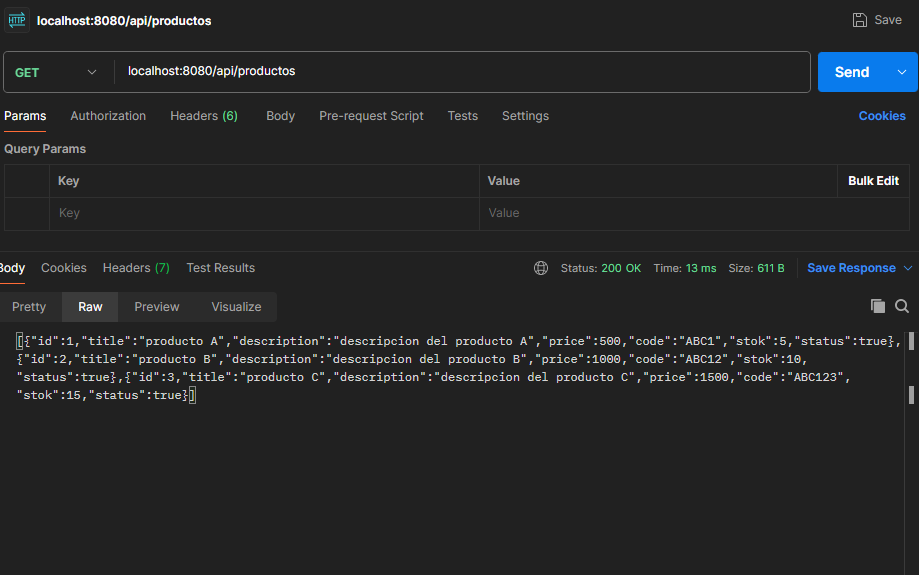 HTTP localhost:8080/api/productos Save
GET localhost:8080/api/productos Send
Params Authorization Headers (6) Body Pre-request Script Tests Settings Cookies
Query Params
Key Value Bulk Edit
Key Value
Body Cookies Headers (7) Test Results Status: 200 OK Time: 13 ms Size: 611 B Save Response
Pretty Raw Preview Visualize
[{"id":1,"title":"producto A","description":"descripcion del producto A","price":500,"code":"ABC1","stok":5,"status":true},
{"id":2,"title":"producto B","description":"descripcion del producto B","price":1000,"code":"ABC12","stok":10,
"status":true},{"id":3,"title":"producto C","description":"descripcion del producto C","price":1500,"code":"ABC123",
"stok":15,"status":true}]